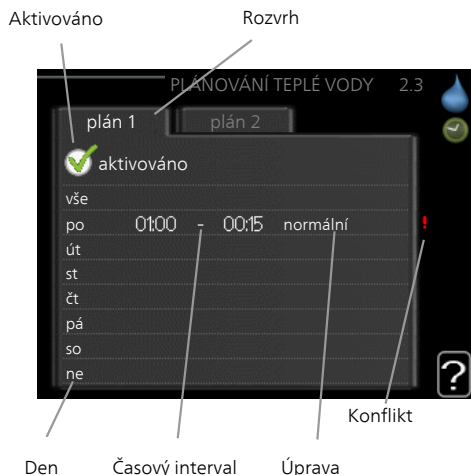 Aktivováno Rozvrh
PLÁNOVÁNÍ TEPLÉ VODY 2.3
plán 1 plán 2
aktivováno
vše
po 01:00 - 00:15 normální !
út
st
čt
pá
so
ne
?
Konflikt
Den Časový interval Úprava